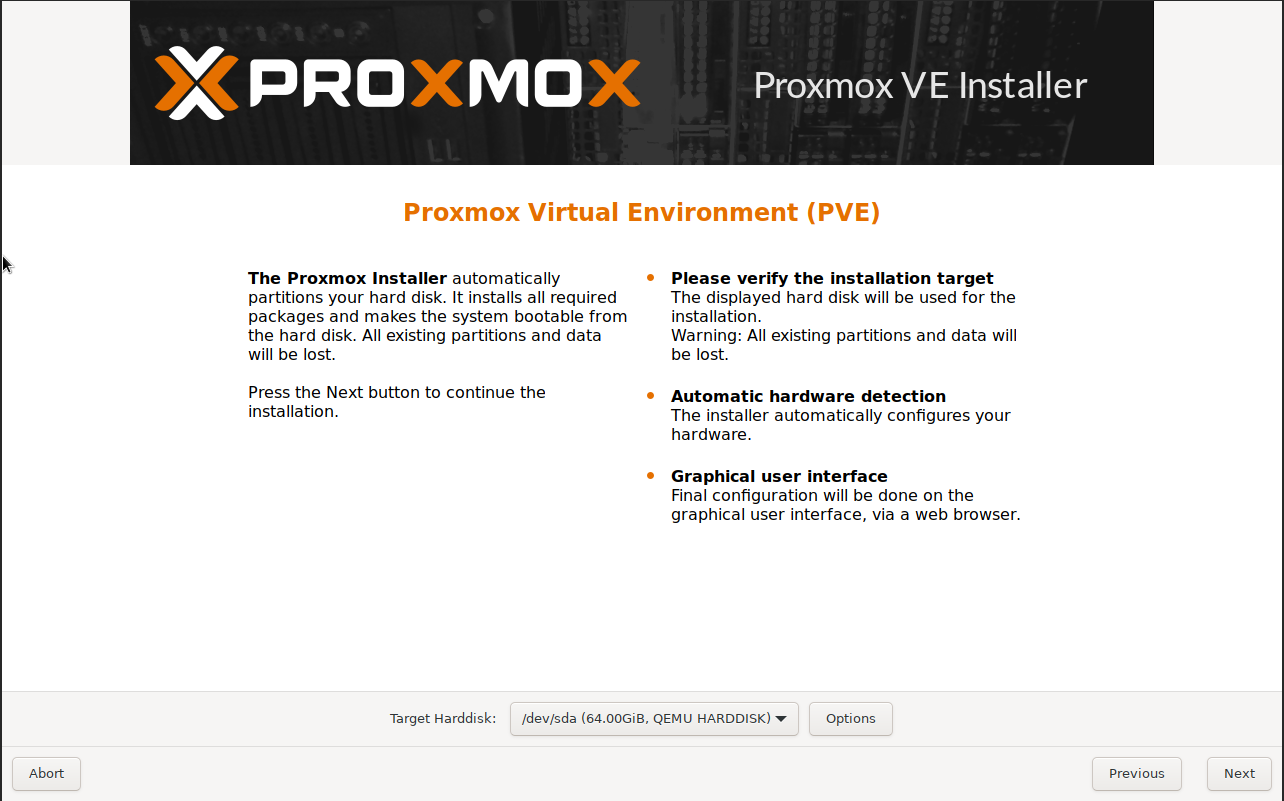 PROXMOX
Proxmox VE Installer
Proxmox Virtual Environment (PVE)
The Proxmox Installer automatically
partitions your hard disk. It installs all required
packages and makes the system bootable from
the hard disk. All existing partitions and data
will be lost.
Press the Next button to continue the
installation.
Please verify the installation target
The displayed hard disk will be used for the
installation.
Warning: All existing partitions and data will
be lost.
Automatic hardware detection
The installer automatically configures your
hardware.
Graphical user interface
Final configuration will be done on the
graphical user interface, via a web browser.
Target Harddisk: /dev/sda (64.00GiB, QEMU HARDDISK) Options
Abort Previous Next